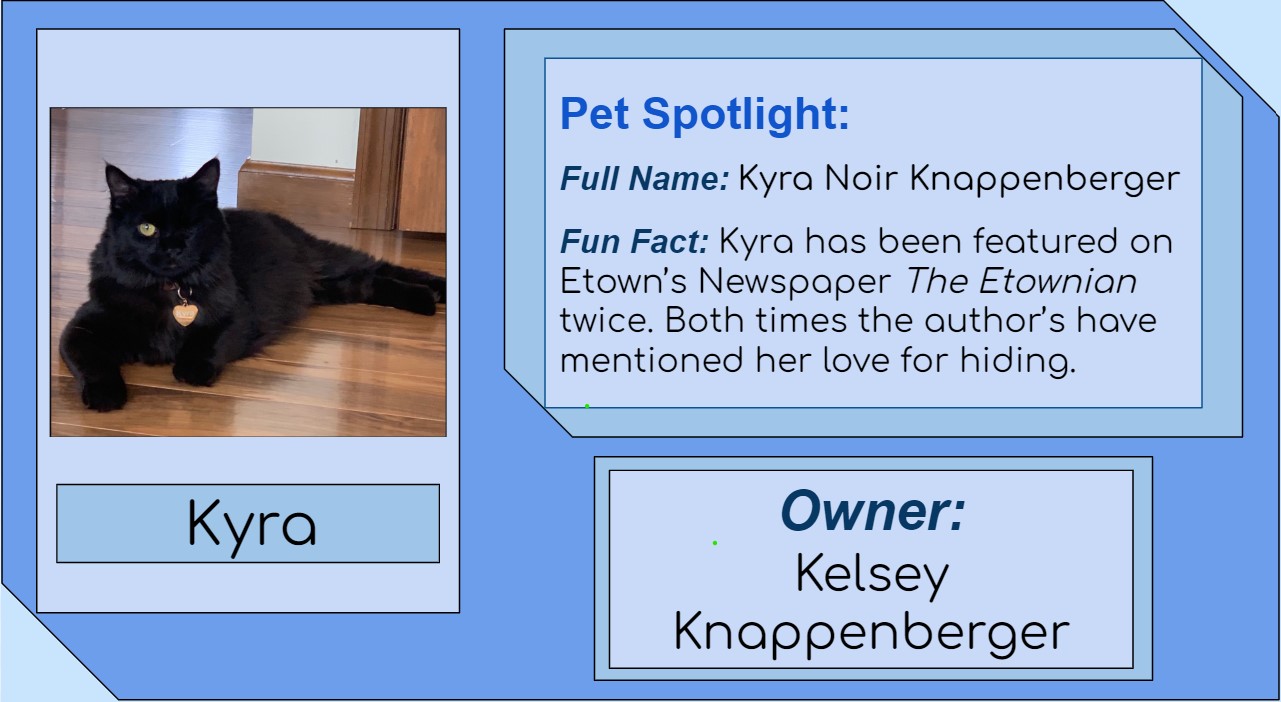 Pet Spotlight:
Full Name: Kyra Noir Knappenberger
Fun Fact: Kyra has been featured on
Etown's Newspaper The Etownian
twice. Both times the author's have
mentioned her love for hiding.
Kyra
Owner:
Kelsey
Knappenberger